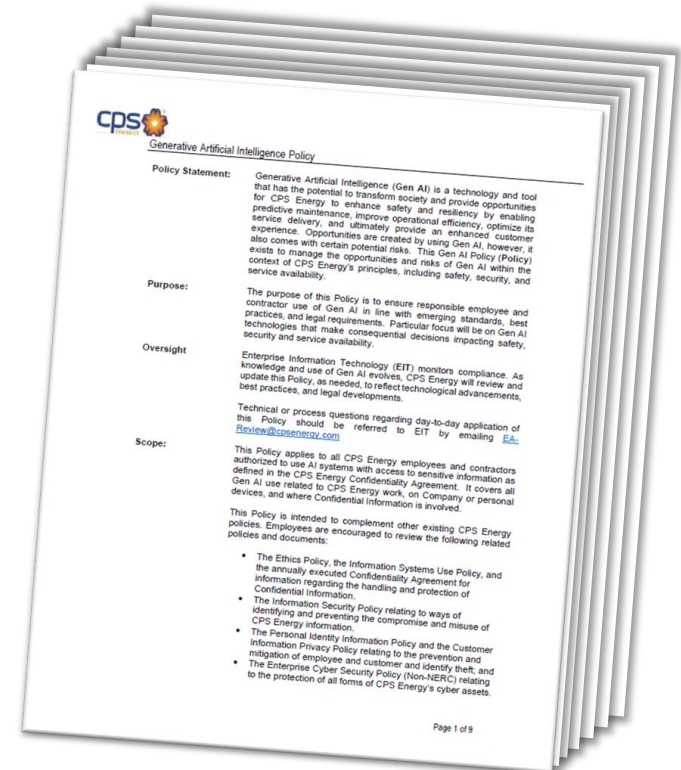 cps
ENERGY
Generative Artificial Intelligence Policy
Policy Statement:
Generative Artificial Intelligence (Gen AI) is a technology and tool
that has the potential to transform society and provide opportunities
for CPS Energy to enhance safety and resiliency by enabling
predictive maintenance, improve operational efficiency, optimize its
service delivery, and ultimately provide an enhanced customer
experience. Opportunities are created by using Gen AI, however, it
also comes with certain potential risks. This Gen AI Policy (Policy)
exists to manage the opportunities and risks of Gen AI within the
context of CPS Energy's principles, including safety, security, and
service availability.
Purpose:
The purpose of this Policy is to ensure responsible employee and
contractor use of Gen AI in line with emerging standards, best
practices, and legal requirements. Particular focus will be on Gen AI
technologies that make consequential decisions impacting safety,
security and service availability.
Oversight
Enterprise Information Technology (EIT) monitors compliance. As
knowledge and use of Gen AI evolves, CPS Energy will review and
update this Policy, as needed, to reflect technological advancements,
best practices, and legal developments.
Technical or process questions regarding day-to-day application of
this Policy should be referred to EIT by emailing EA-
Review@cpsenergy.com
Scope:
This Policy applies to all CPS Energy employees and contractors
authorized to use AI systems with access to sensitive information as
defined in the CPS Energy Confidentiality Agreement. It covers all
Gen AI use related to CPS Energy work, on Company or personal
devices, and where Confidential Information is involved.
This Policy is intended to complement other existing CPS Energy
policies. Employees are encouraged to review the following related
policies and documents:
• The Ethics Policy, the Information Systems Use Policy, and
the annually executed Confidentiality Agreement for
information regarding the handling and protection of
Confidential Information.
• The Information Security Policy relating to ways of
identifying and preventing the compromise and misuse of
CPS Energy information.
• The Personal Identity Information Policy and the Customer
Information Privacy Policy relating to the prevention and
mitigation of employee and customer and identify theft; and
• The Enterprise Cyber Security Policy (Non-NERC) relating
to the protection of all forms of CPS Energy's cyber assets.
Page 1 of 9